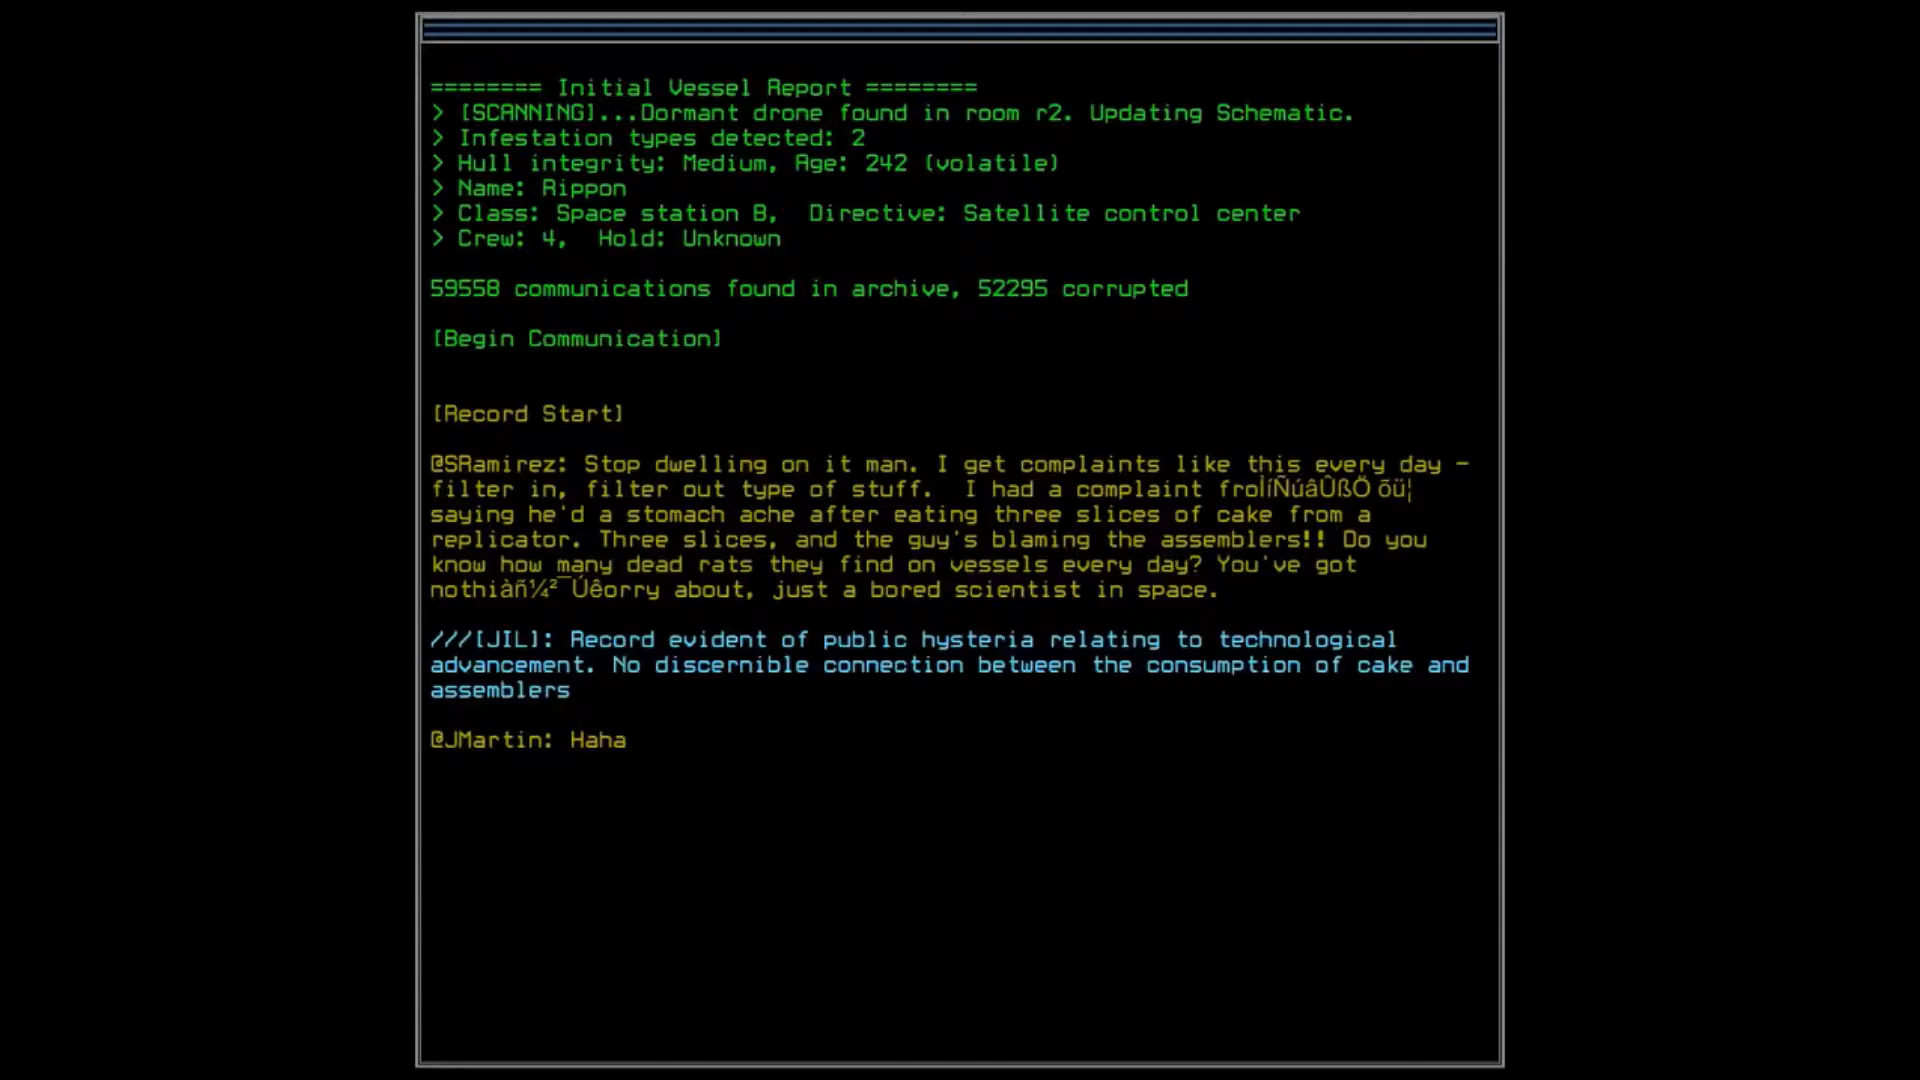 ======== Initial Vessel Report ========
> [SCANNING]...Dormant drone found in room r2. Updating Schematic.
> Infestation types detected: 2
> Hull integrity: Medium, Age: 242 (volatile)
> Name: Rippon
> Class: Space station B,  Directive: Satellite control center
> Crew: 4,  Hold: Unknown
59558 communications found in archive, 52295 corrupted
[Begin Communication]
[Record Start]
@SRamirez: Stop dwelling on it man. I get complaints like this every day -
filter in, filter out type of stuff.  I had a complaint froÌíÑúâÛßÖ õü¦
saying he'd a stomach ache after eating three slices of cake from a
replicator. Three slices, and the guy's blaming the assemblers!! Do you
know how many dead rats they find on vessels every day? You've got
nothiàñ¼²¯Úêorry about, just a bored scientist in space.
///[JIL]: Record evident of public hysteria relating to technological
advancement. No discernible connection between the consumption of cake and
assemblers
@JMartin: Haha